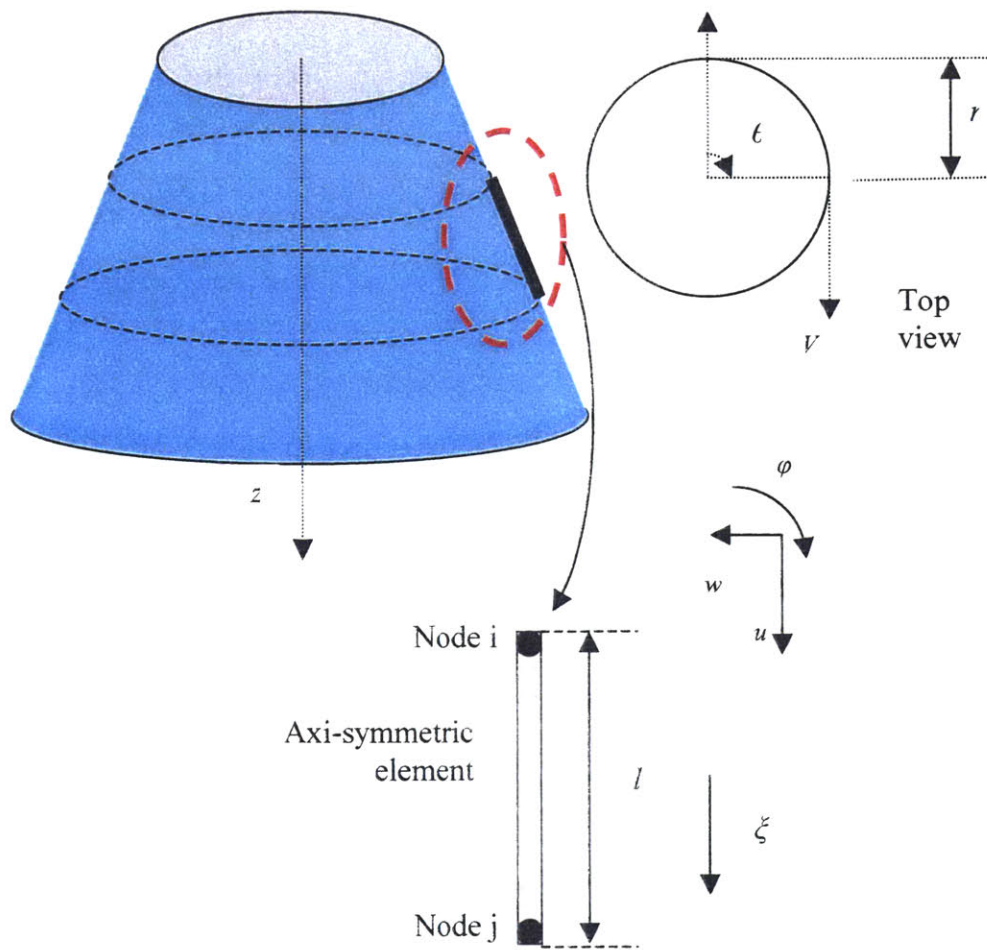 r
θ
Top
view
V
z
φ
w
u
Node i
Axi-symmetric
element
l
ξ
Node j